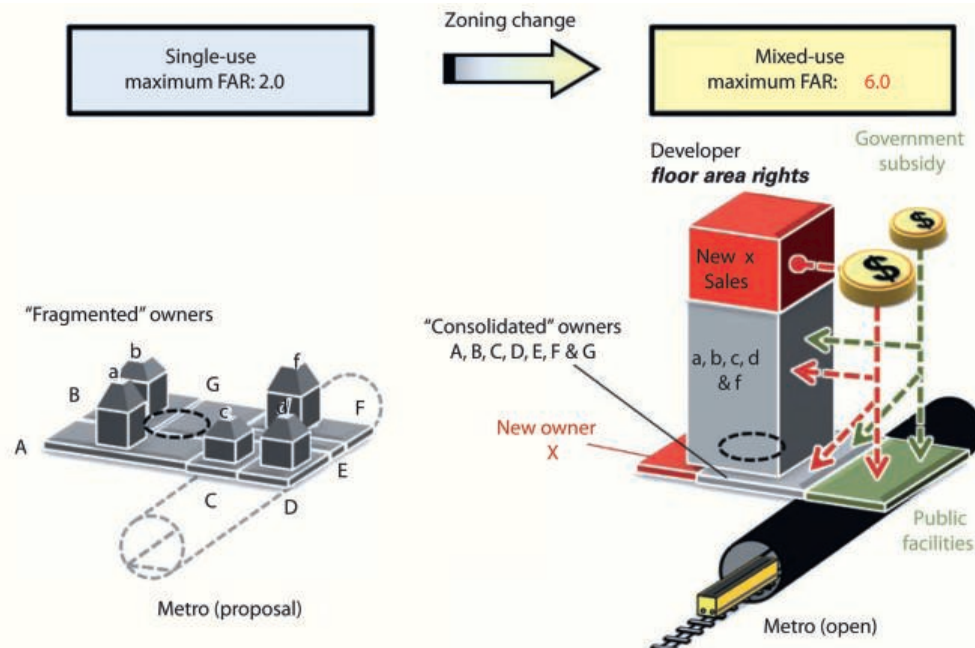 Single-use
maximum FAR: 2.0
Zoning change
Mixed-use
maximum FAR: 6.0
Developer
floor area rights
Government
subsidy
$
$
New x
Sales
"Fragmented" owners
b
a
f
B
G
c
d
F
A
E
C
D
Metro (proposal)
"Consolidated" owners
A, B, C, D, E, F & G
a, b, c, d
& f
New owner
X
Public
facilities
Metro (open)